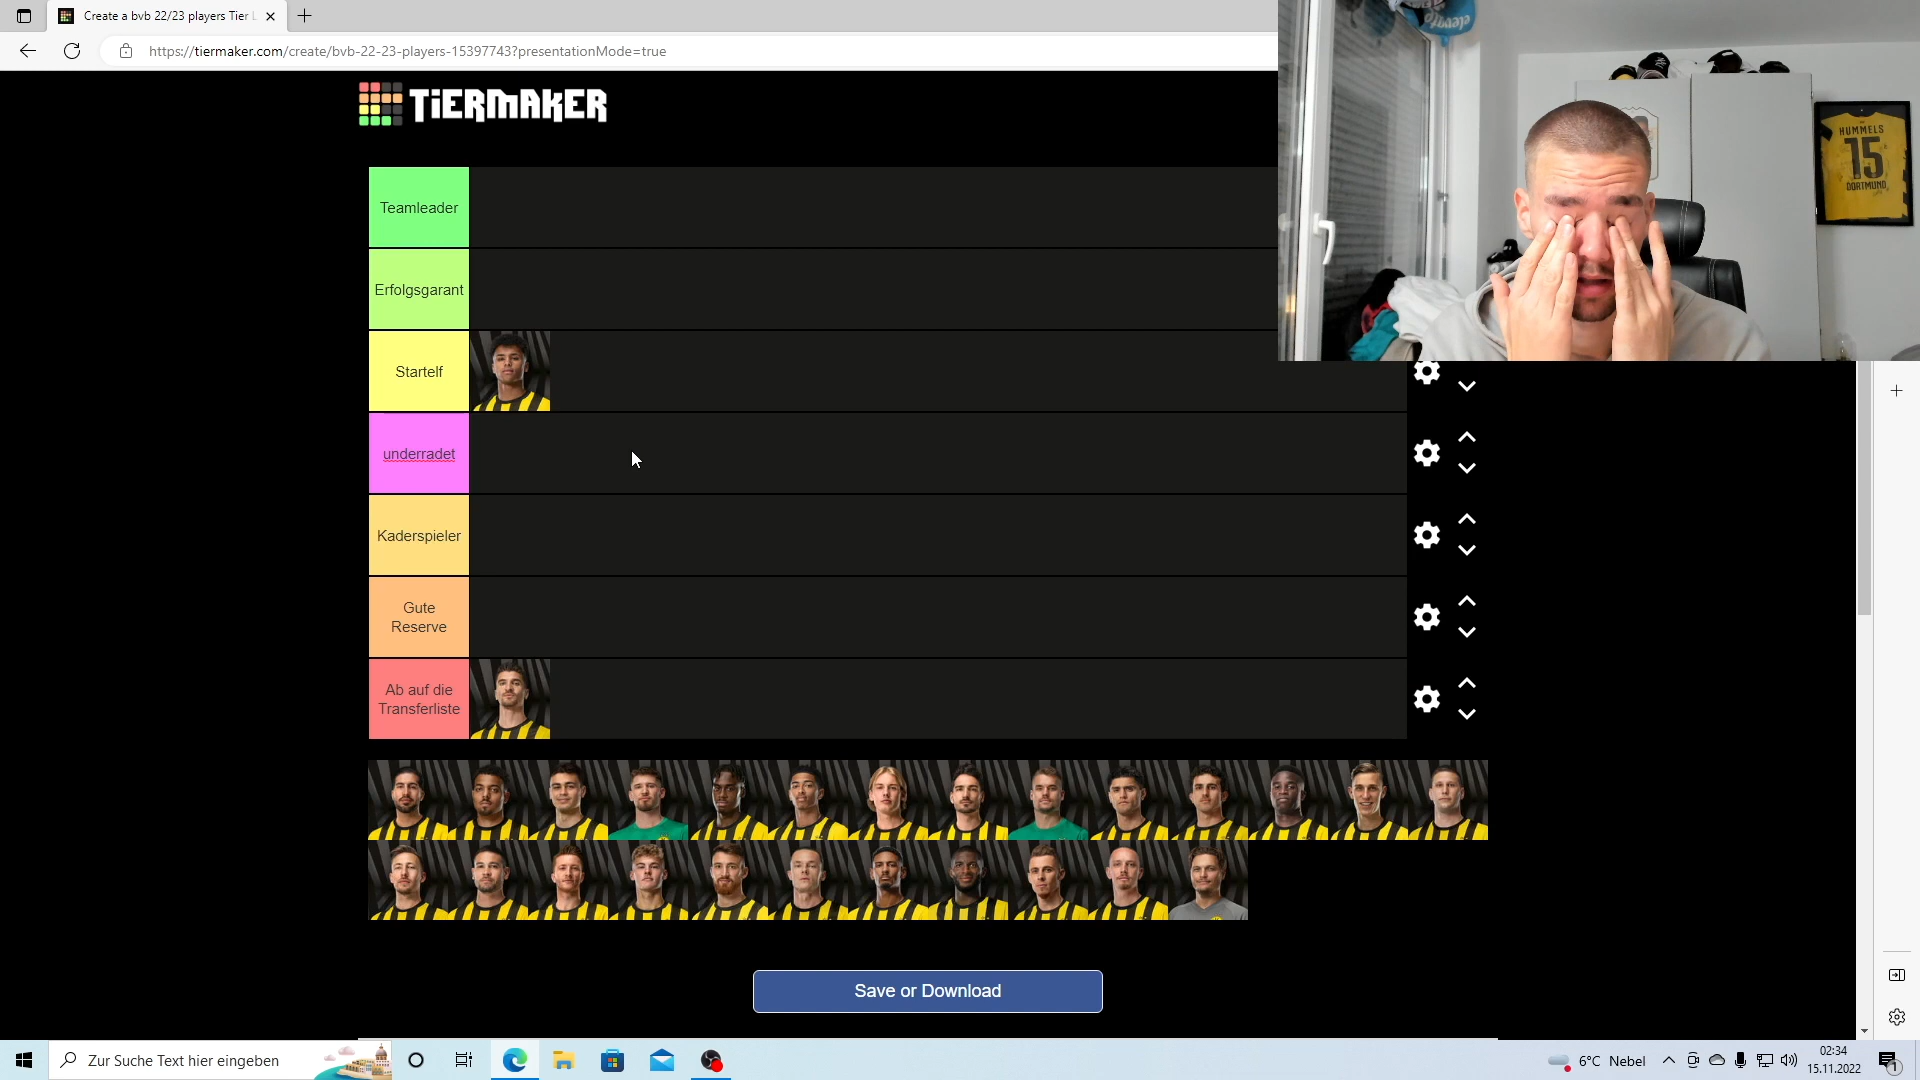 Create a bvb 22/23 players Tier L
https://tiermaker.com/create/bvb-22-23-players-15397743?presentationMode=true
TiERMAKER
Teamleader
Erfolgsgarant
Startelf
underradet
Kaderspieler
Gute
Reserve
Ab auf die
Transferliste
HUMMELS
15
DORTMUND
Save or Download
Zur Suche Text hier eingeben
6°C Nebel
02:34
15.11.2022
1